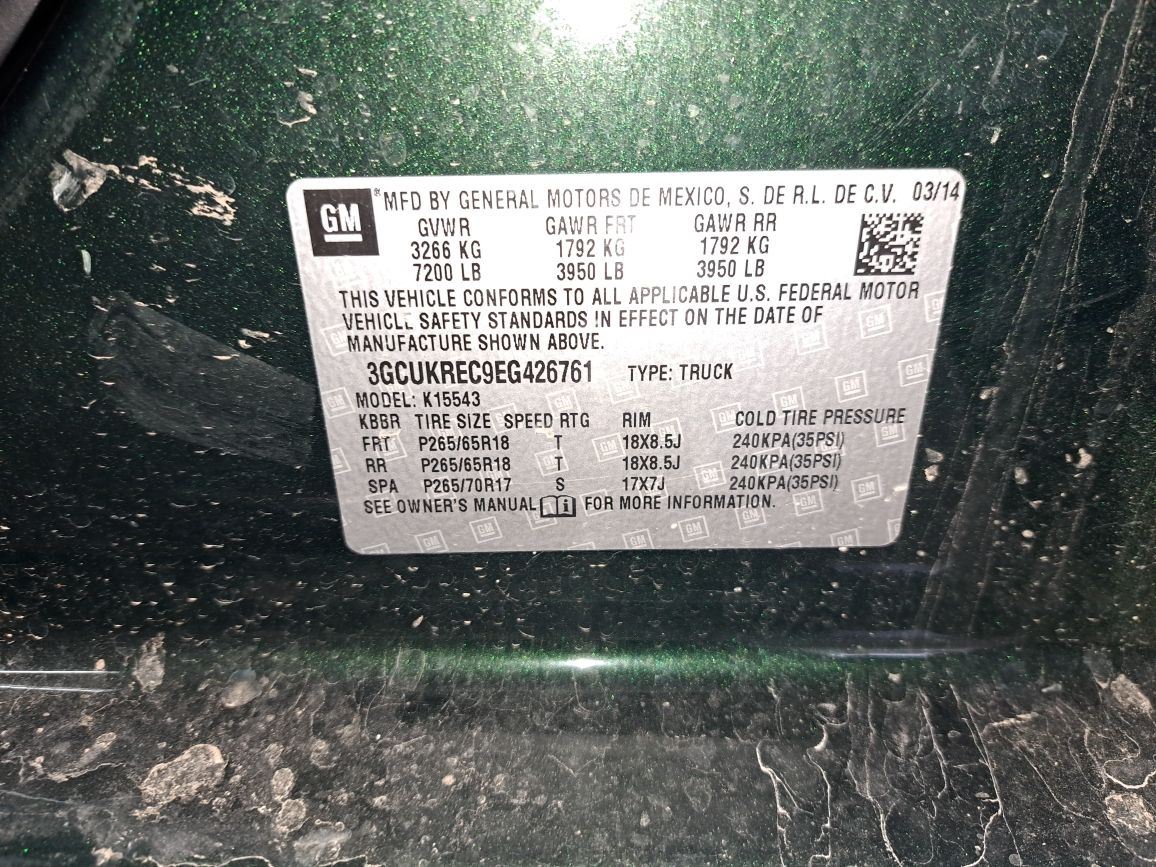 GM ® MFD BY GENERAL MOTORS DE MEXICO, S. DE R.L. DE C.V. 03/14
GVWR GAWR FRT GAWR RR
3266 KG 1792 KG 1792 KG
7200 LB 3950 LB 3950 LB
THIS VEHICLE CONFORMS TO ALL APPLICABLE U.S. FEDERAL MOTOR
VEHICLE SAFETY STANDARDS IN EFFECT ON THE DATE OF
MANUFACTURE SHOWN ABOVE.
3GCUKREC9EG426761 TYPE: TRUCK
MODEL: K15543
KBBR TIRE SIZE SPEED RTG RIM COLD TIRE PRESSURE
FRT P265/65R18 T 18X8.5J 240KPA(35PSI)
RR P265/65R18 T 18X8.5J 240KPA(35PSI)
SPA P265/70R17 S 17X7J 240KPA(35PSI)
SEE OWNER'S MANUAL i FOR MORE INFORMATION.